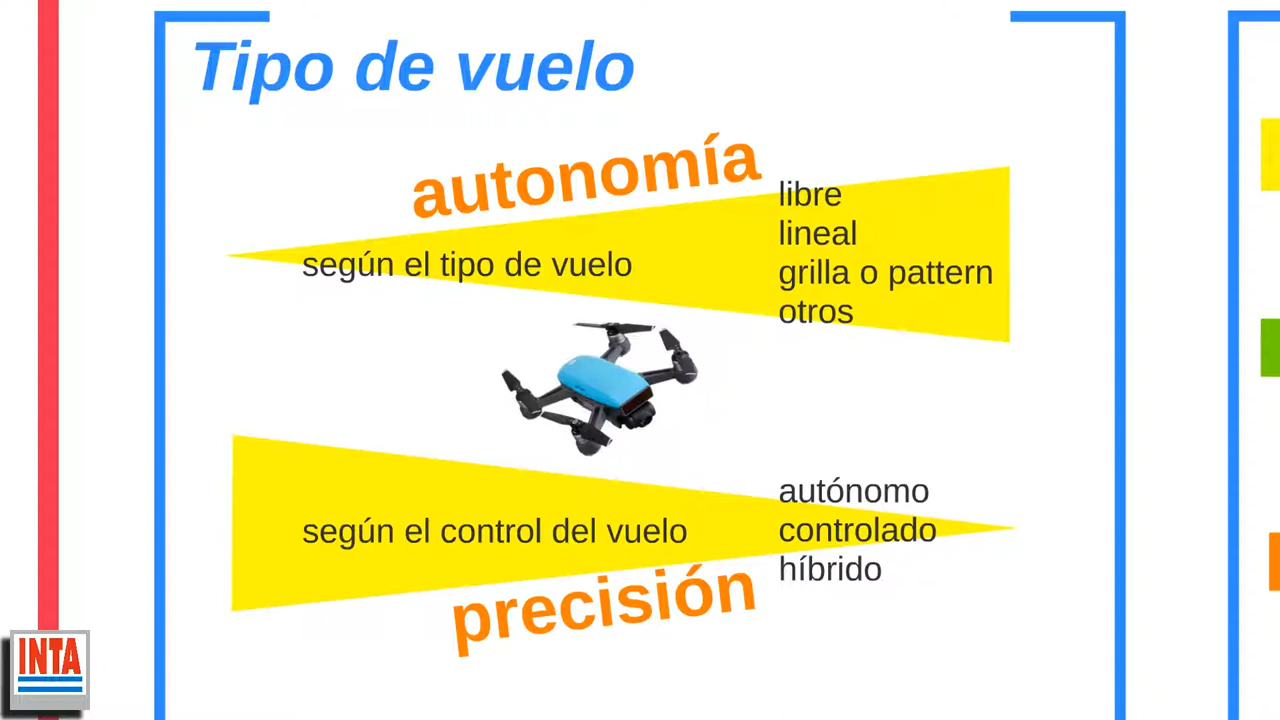 Tipo de vuelo
autonomía
según el tipo de vuelo
libre
lineal
grilla o pattern
otros
según el control del vuelo
autónomo
controlado
híbrido
precisión
INTA